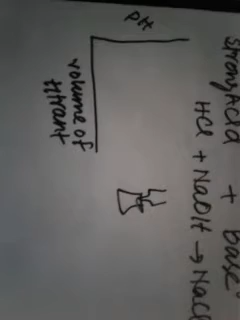 Strong Acid + base
HCl + NaOH → NaCl
pH
volume of
titrant